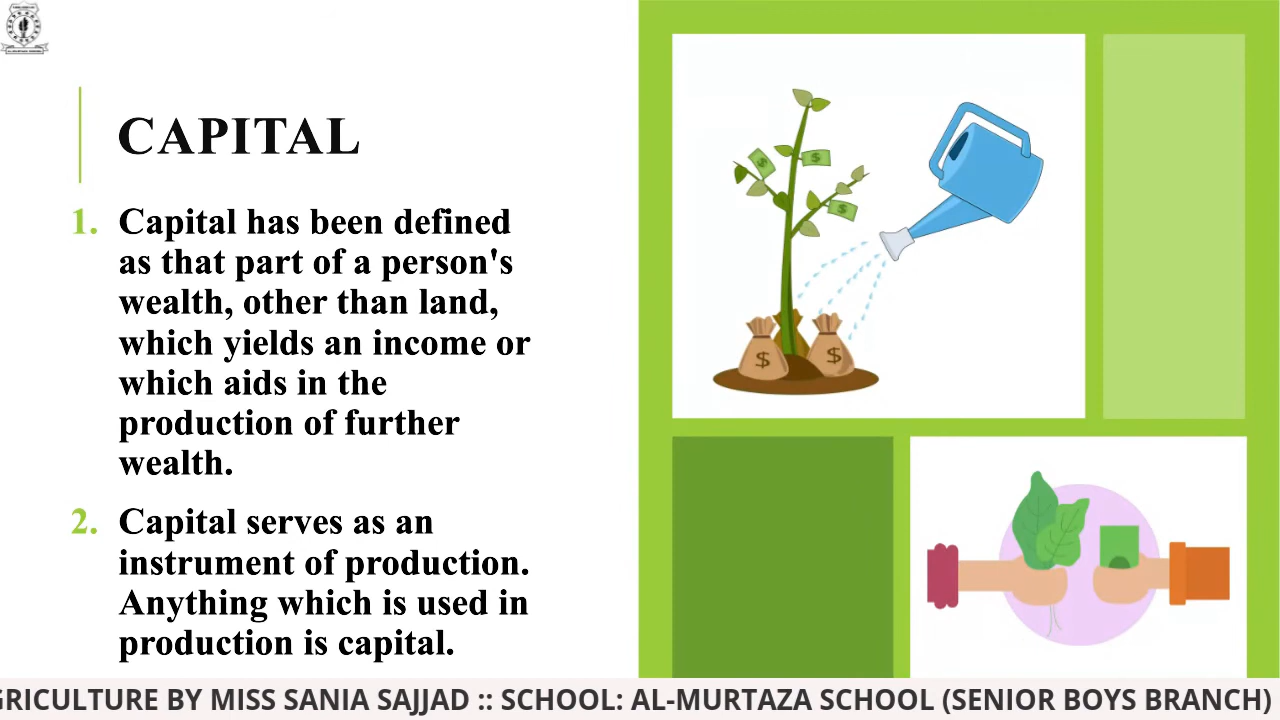 CAPITAL
1. Capital has been defined
as that part of a person's
wealth, other than land,
which yields an income or
which aids in the
production of further
wealth.
2. Capital serves as an
instrument of production.
Anything which is used in
production is capital.
$ $ $
$ $
GRICULTURE BY MISS SANIA SAJJAD :: SCHOOL: AL-MURTAZA SCHOOL (SENIOR BOYS BRANCH)